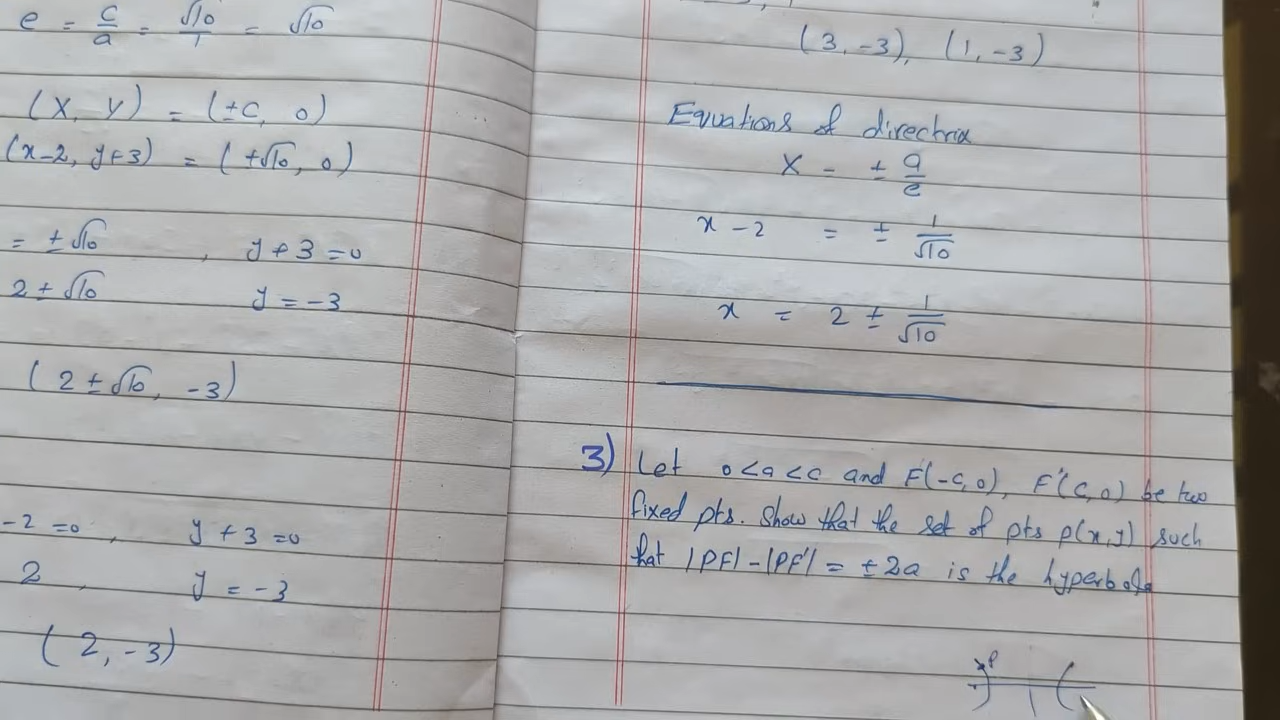 e = c/a = √10/1 = √10
(X, Y) = (±c, 0)
(x-2, y+3) = (±√10, 0)
= ±√10 , y + 3 = 0
2 ± √10 y = -3
(2 ± √10, -3)
-2 = 0 , y + 3 = 0
2 , y = -3
(2, -3)
(3, -3), (1, -3)
Equations of directrix
X = ± a/e
x - 2 = ± 1/√10
x = 2 ± 1/√10
3) Let 0 < a < c and F(-c, 0), F'(c, 0) be two
fixed pts. Show that the set of pts P(x, y) such
that |PF| - |PF'| = ± 2a is the hyperbola
P